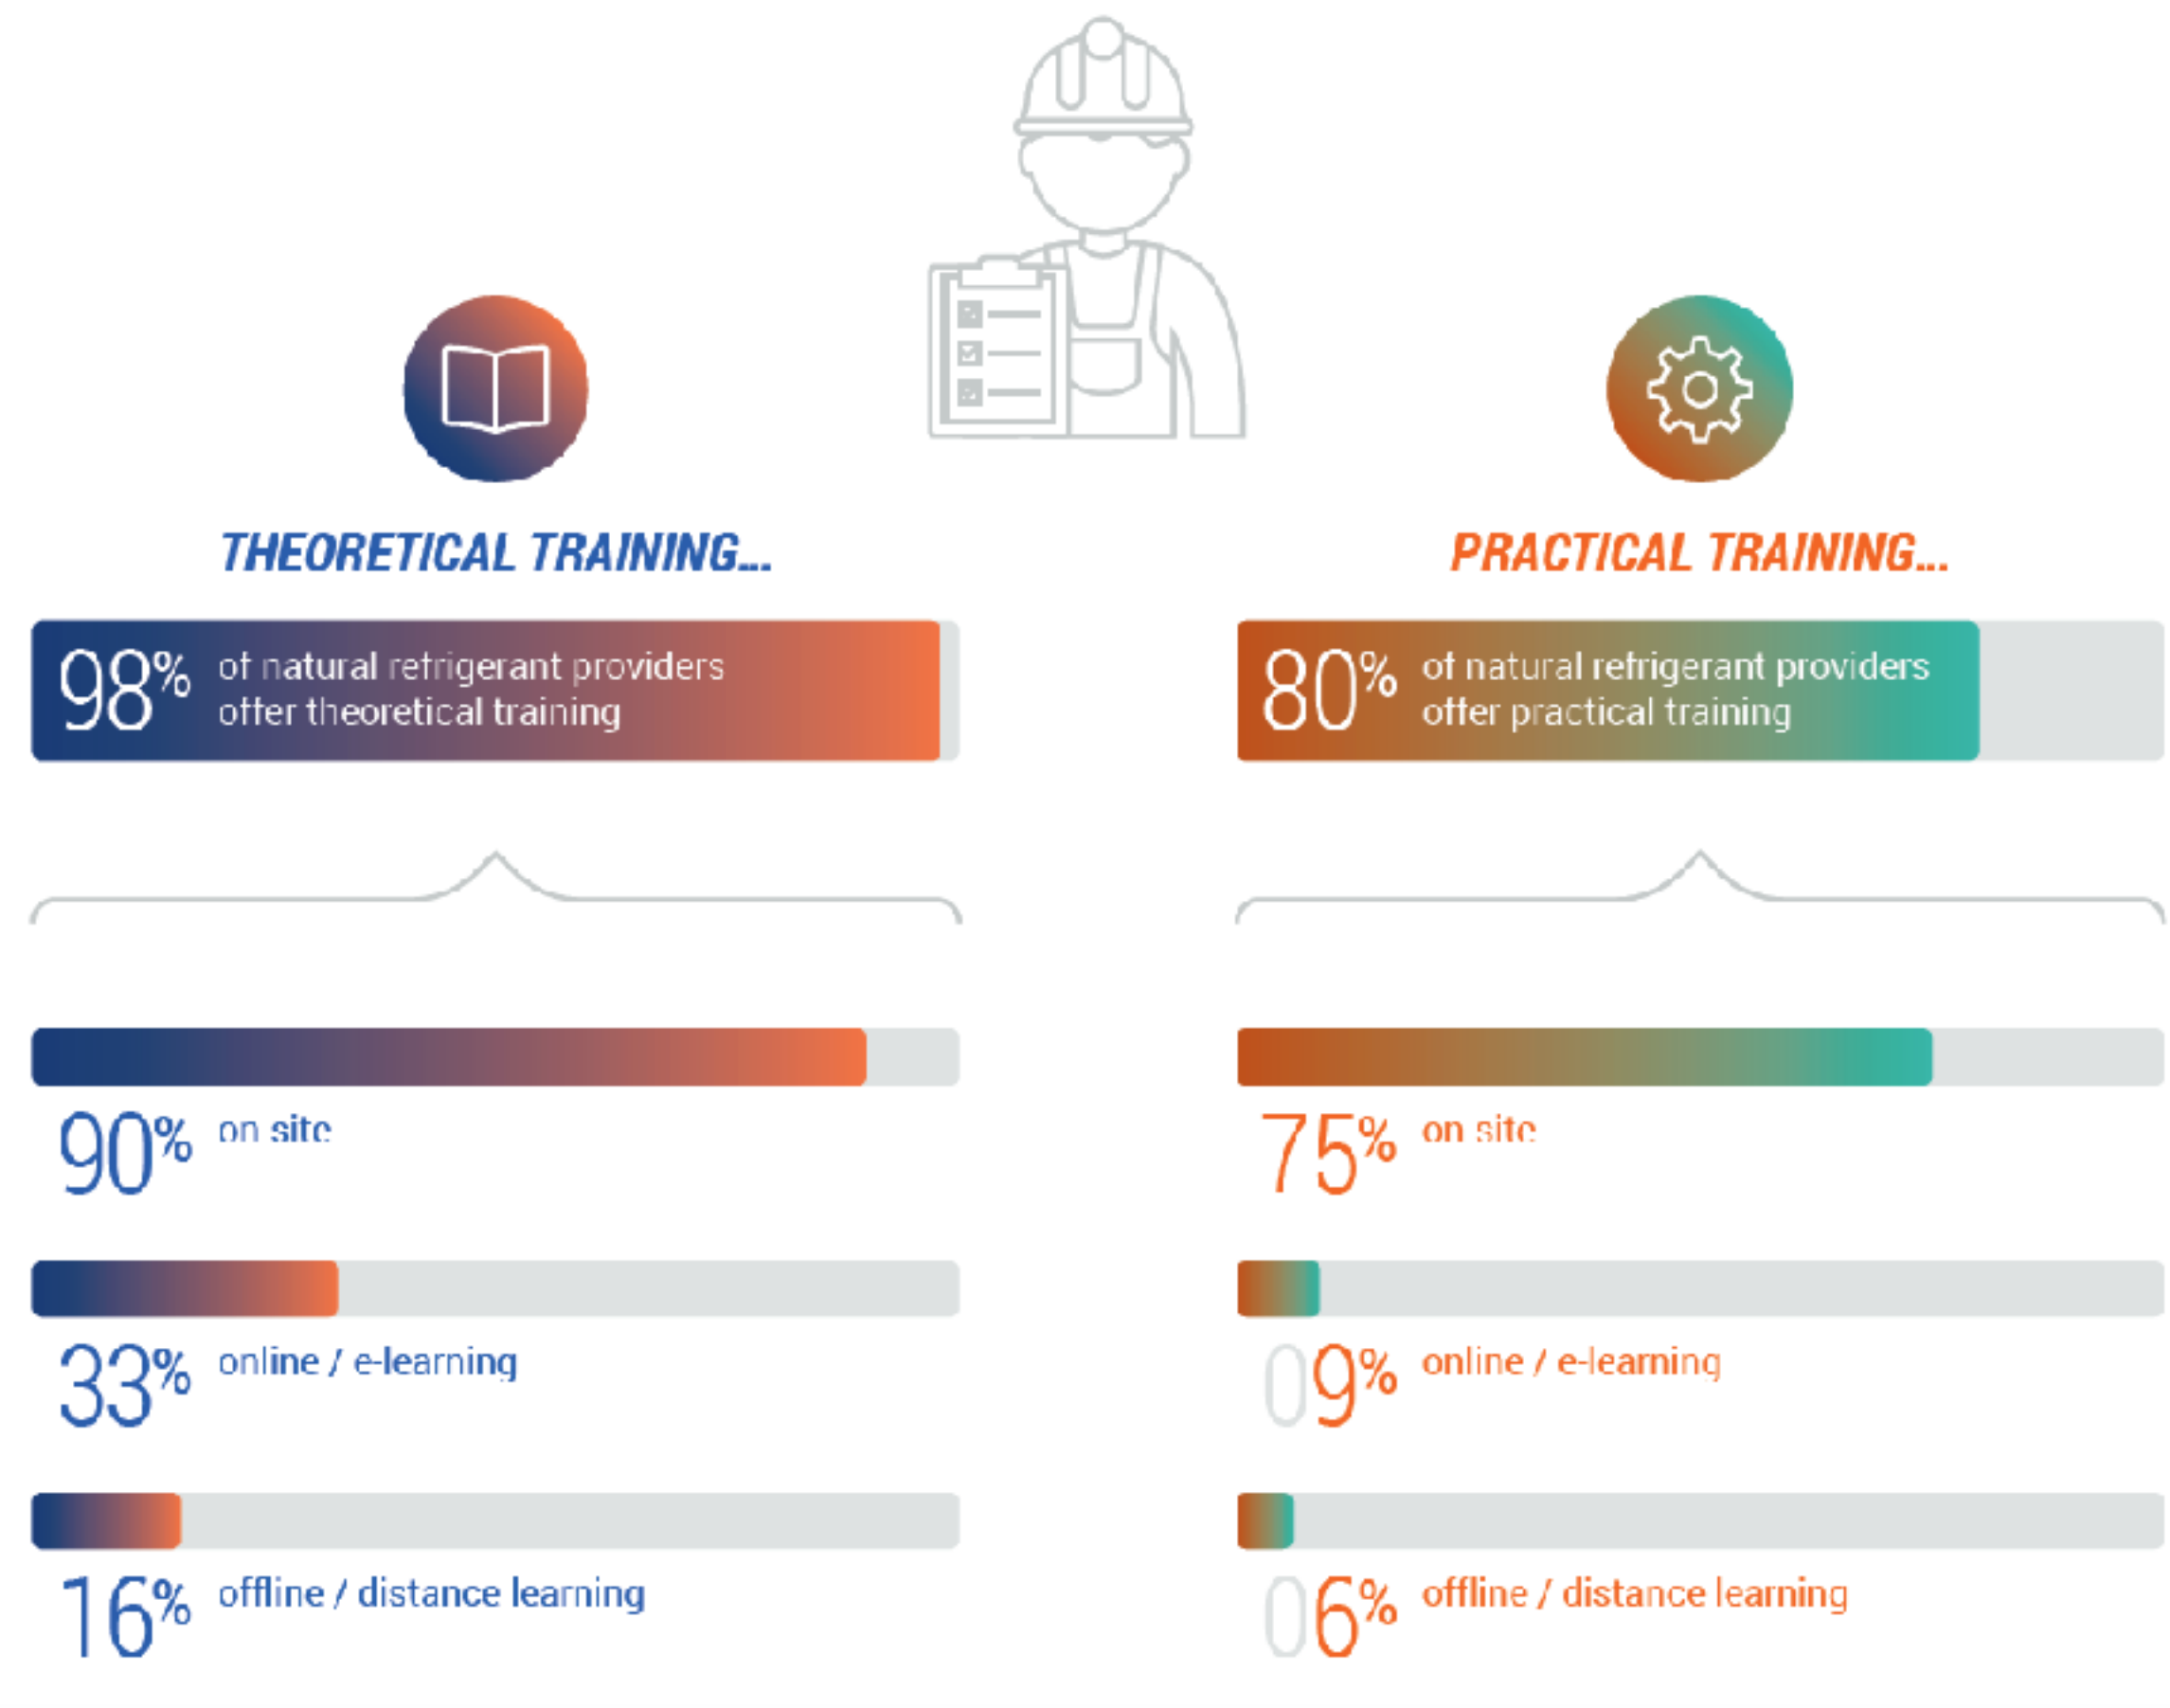 THEORETICAL TRAINING...
98% of natural refrigerant providers
offer theoretical training
90% on site
33% online / e-learning
16% offline / distance learning
PRACTICAL TRAINING...
80% of natural refrigerant providers
offer practical training
75% on site
09% online / e-learning
06% offline / distance learning